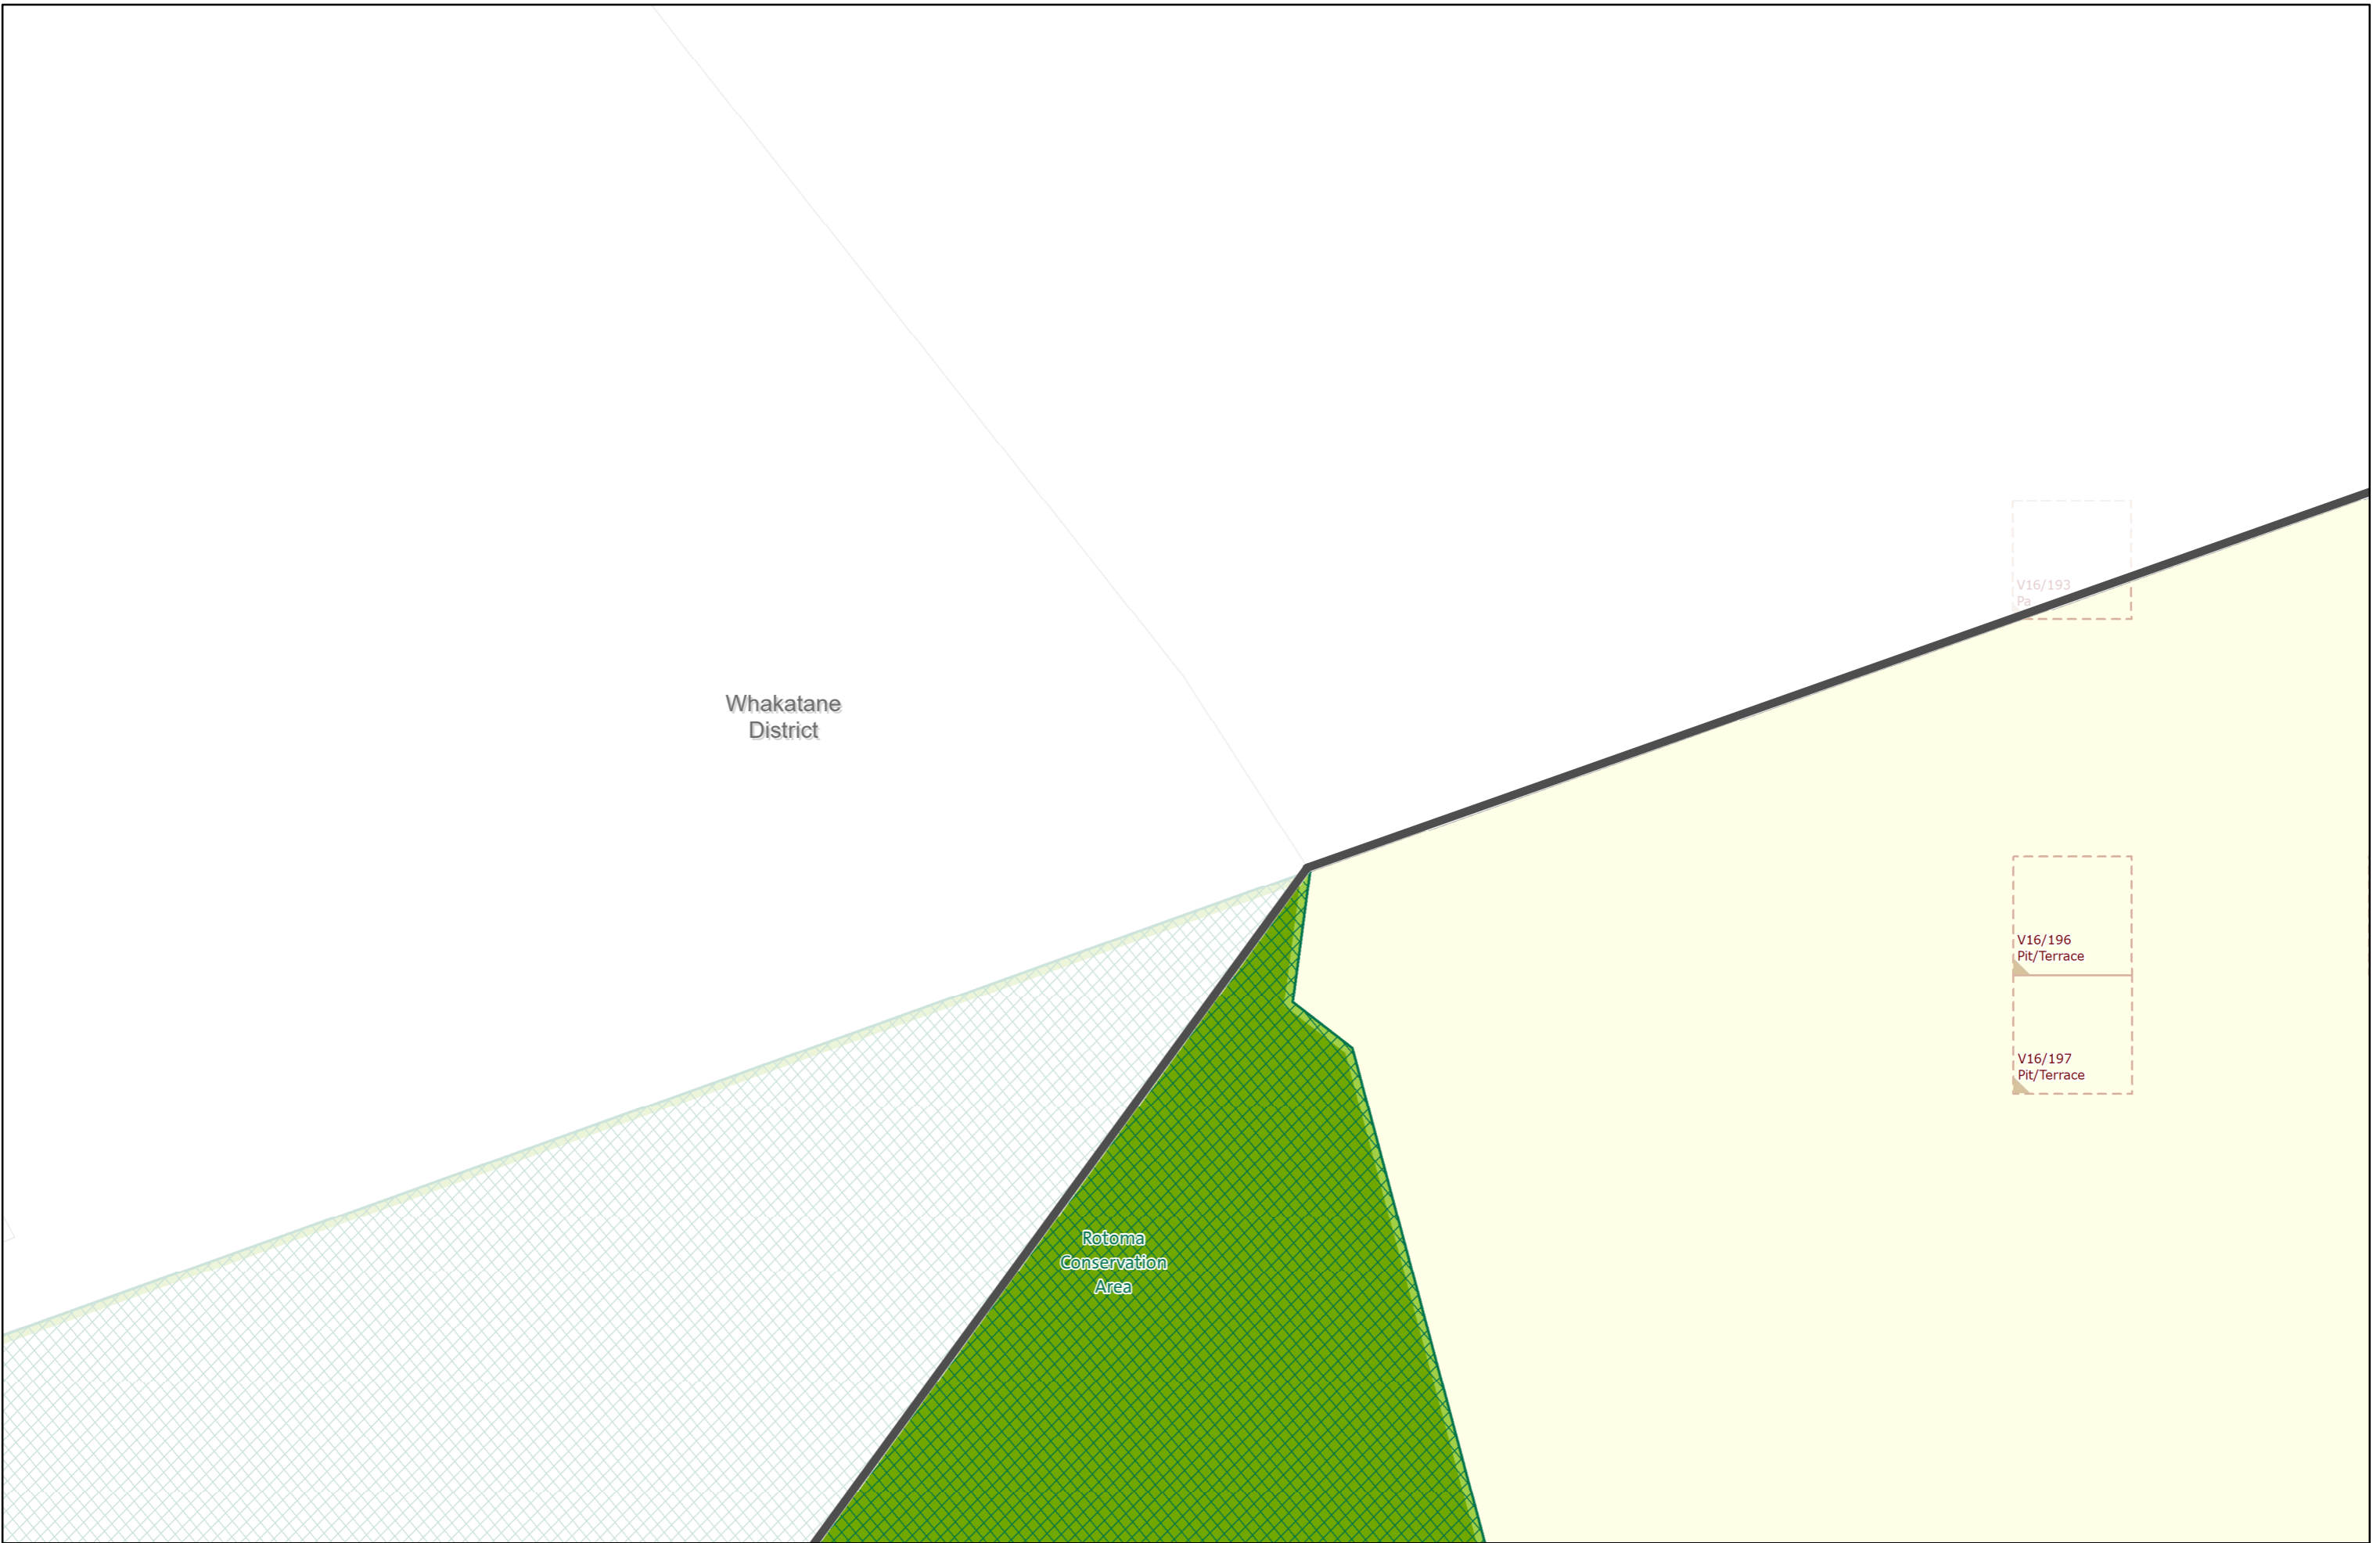 V16/193
Pa
Whakatane
District
V16/196
Pit/Terrace
V16/197
Pit/Terrace
Rotoma
Conservation
Area